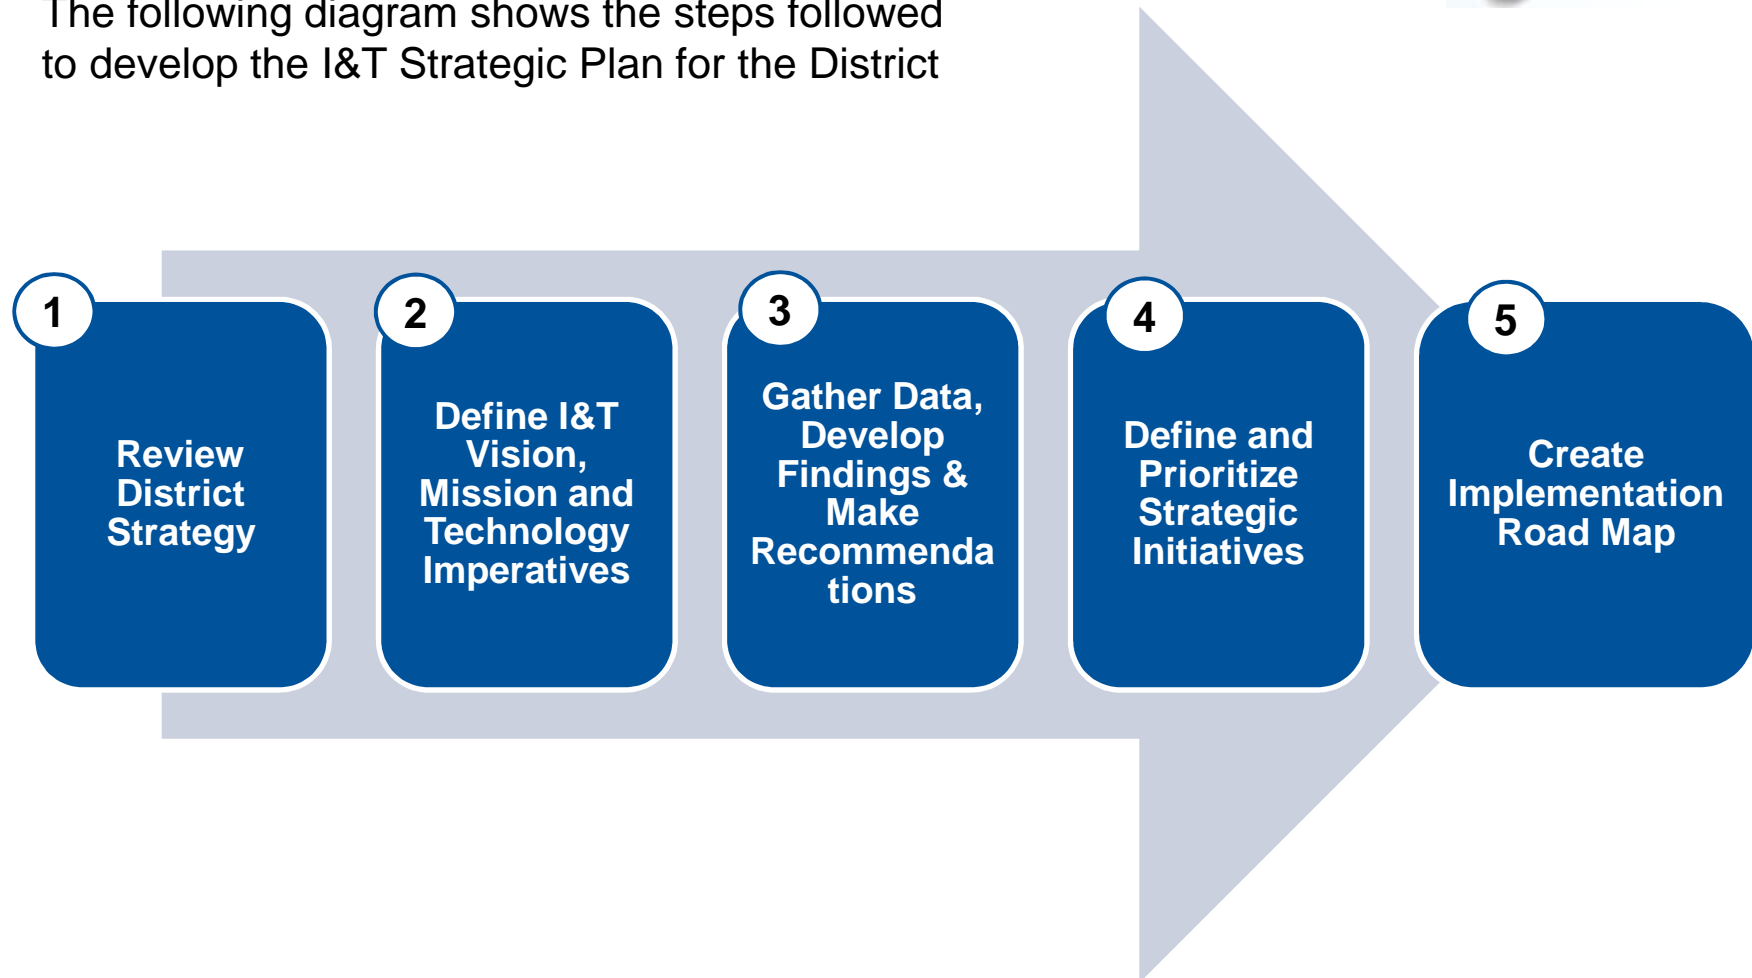 The following diagram shows the steps followed
to develop the I&T Strategic Plan for the District
1
Review
District
Strategy
2
Define I&T
Vision,
Mission and
Technology
Imperatives
3
Gather Data,
Develop
Findings &
Make
Recommenda
tions
4
Define and
Prioritize
Strategic
Initiatives
5
Create
Implementation
Road Map